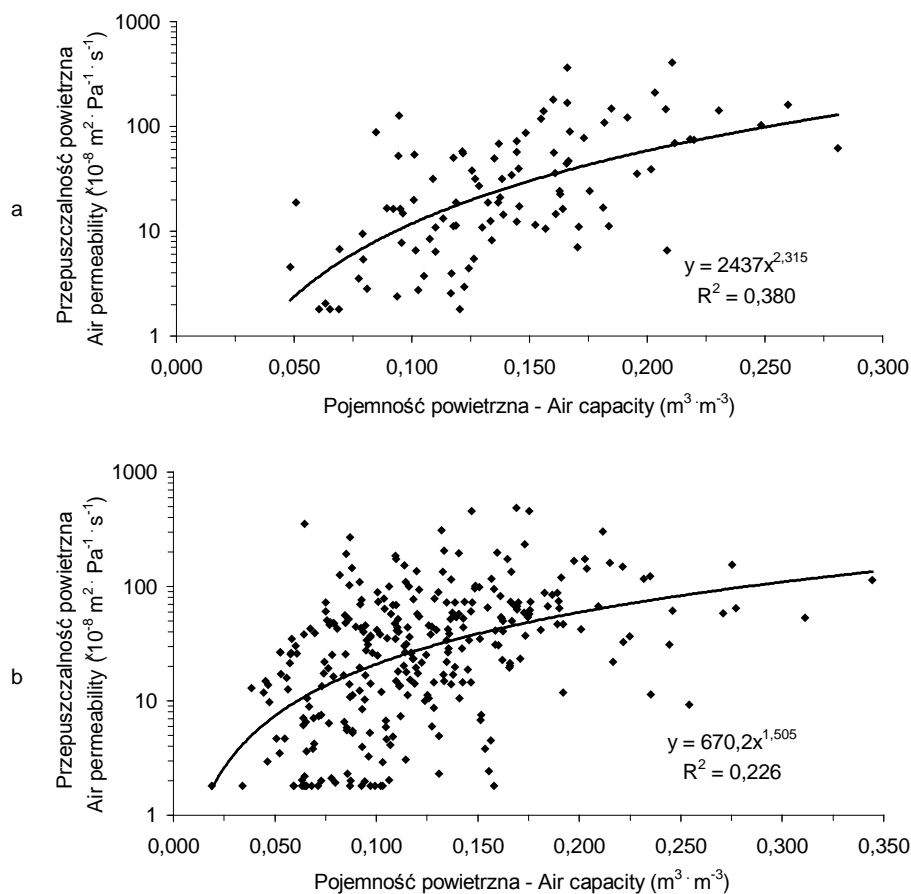 a
Przepuszczalność powietrzna
Air permeability (*10⁻⁸ m² · Pa⁻¹ · s⁻¹)
1000
100
10
1
0,000 0,050 0,100 0,150 0,200 0,250 0,300
y = 2437x^2,315
R² = 0,380
Pojemność powietrzna - Air capacity (m³ · m⁻³)
b
Przepuszczalność powietrzna
Air permeability (*10⁻⁸ m² · Pa⁻¹ · s⁻¹)
1000
100
10
1
0,000 0,050 0,100 0,150 0,200 0,250 0,300 0,350
y = 670,2x^1,505
R² = 0,226
Pojemność powietrzna - Air capacity (m³ · m⁻³)